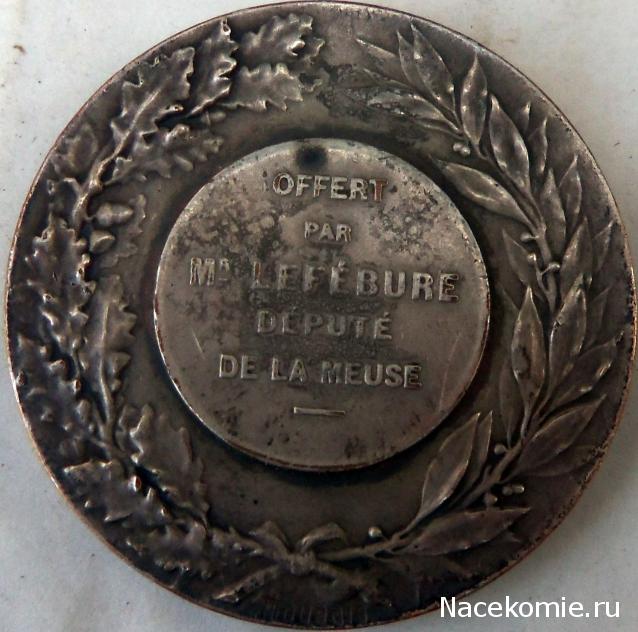 OFFERT
PAR
MR LEFÉBURE
DÉPUTÉ
DE LA MEUSE
Nacekomie.ru